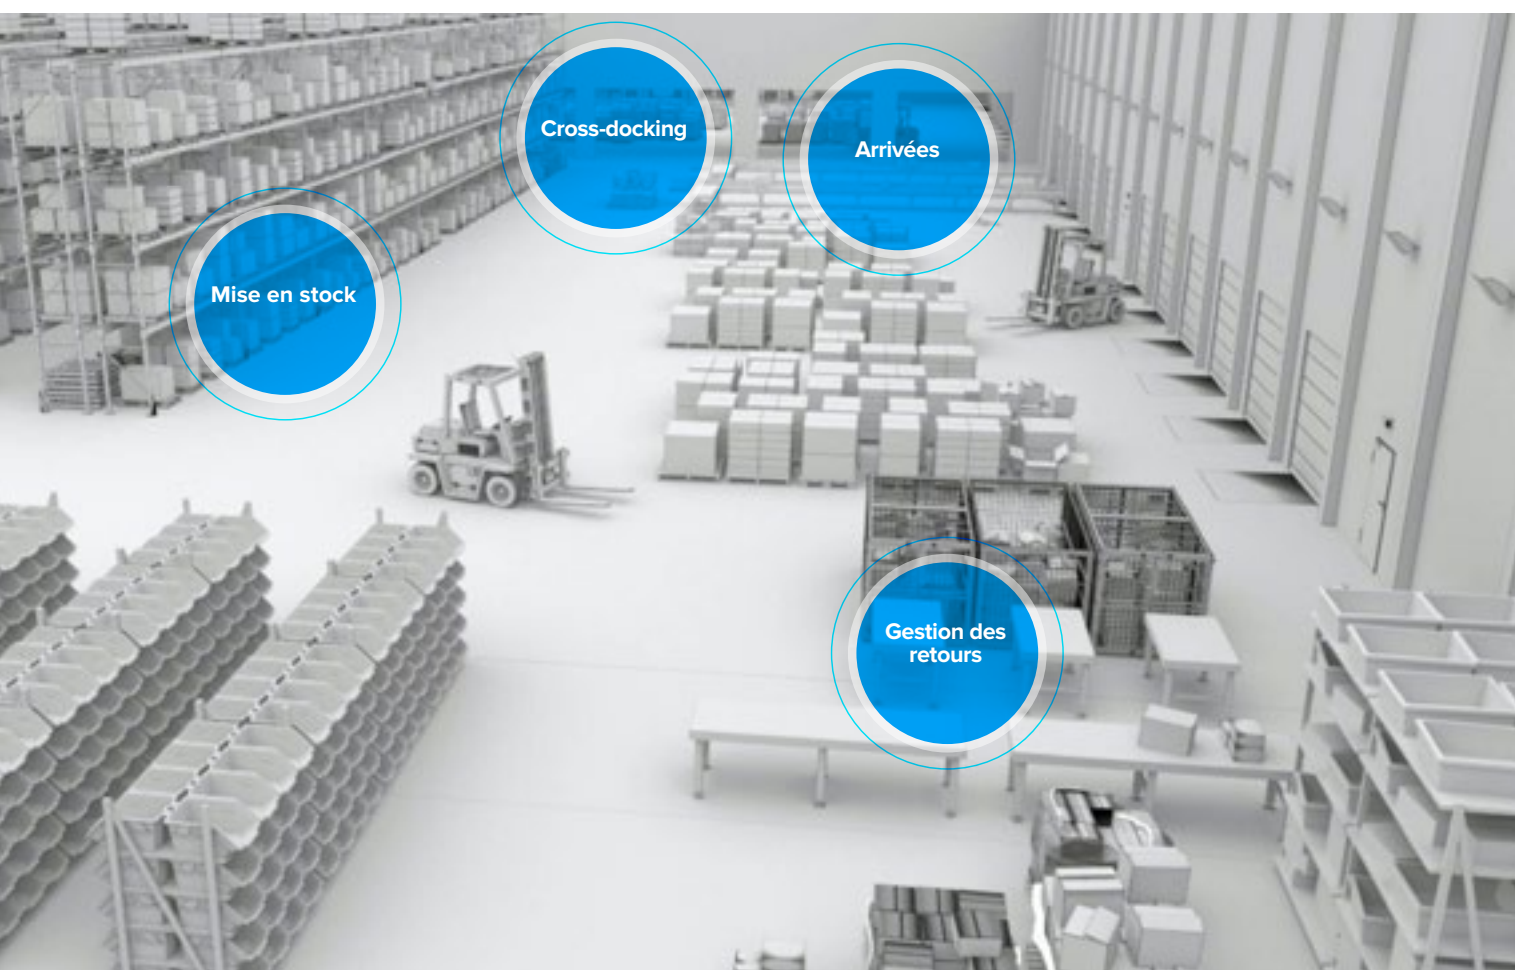 Cross-docking
Arrivées
Mise en stock
Gestion des
retours